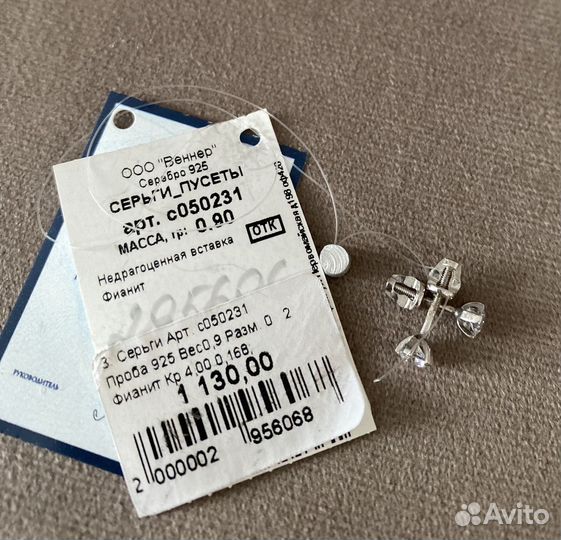 ООО "Веннер"
Серебро 925
СЕРЬГИ_ПУСЕТЫ
арт. с050231
МАССА, гр: 0.90
ОТК
Недрагоценная вставка
Фианит
3. Серьги Арт. с050231
Проба 925 Вес0,9 Разм. 0 2
Фианит Кр 4,00 0,168,
1 130,00
2 000002 956068
РУКОВОДИТЕЛЬ
Avito